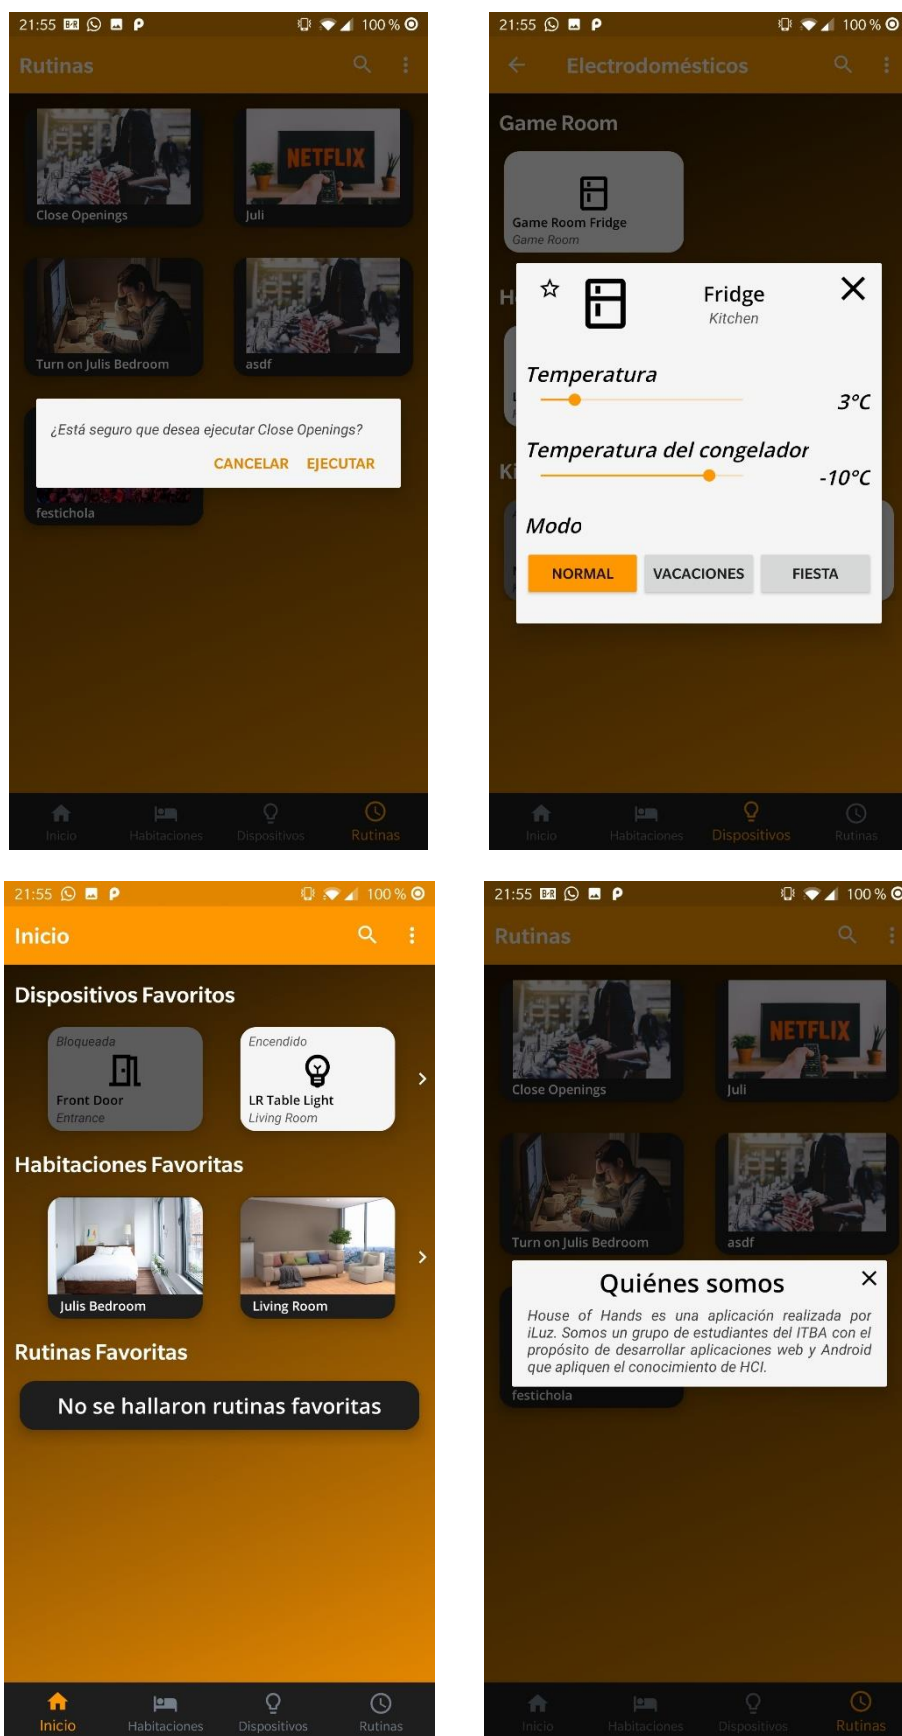 21:55
100 %
Rutinas
NETFLIX
Close Openings
Juli
Turn on Julis Bedroom
asdf
¿Está seguro que desea ejecutar Close Openings?
CANCELAR EJECUTAR
festichola
Inicio Habitaciones Dispositivos Rutinas
21:55
100 %
Electrodomésticos
Game Room
Game Room Fridge
Game Room
Fridge
Kitchen
Temperatura
3°C
Temperatura del congelador
-10°C
Modo
NORMAL VACACIONES FIESTA
Inicio Habitaciones Dispositivos Rutinas
21:55
100 %
Inicio
Dispositivos Favoritos
Bloqueada
Front Door
Entrance
Encendido
LR Table Light
Living Room
Habitaciones Favoritas
Julis Bedroom
Living Room
Rutinas Favoritas
No se hallaron rutinas favoritas
Inicio Habitaciones Dispositivos Rutinas
21:55
100 %
Rutinas
NETFLIX
Close Openings
Juli
Turn on Julis Bedroom
asdf
Quiénes somos
House of Hands es una aplicación realizada por
iLuz. Somos un grupo de estudiantes del ITBA con el
propósito de desarrollar aplicaciones web y Android
que apliquen el conocimiento de HCI.
festichola
Inicio Habitaciones Dispositivos Rutinas